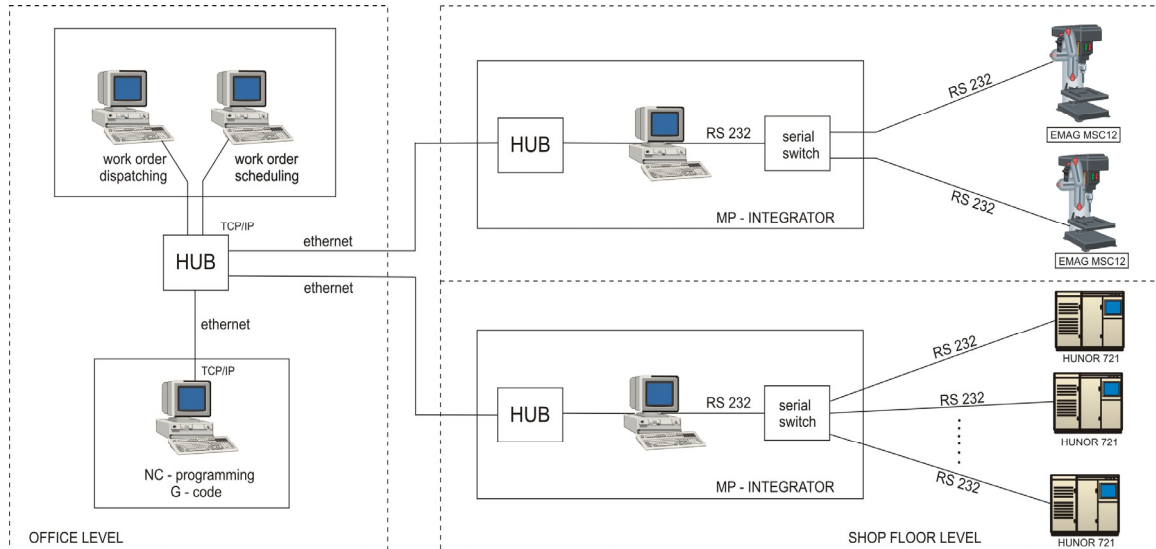 work order
dispatching
work order
scheduling
TCP/IP
HUB
ethernet
ethernet
ethernet
TCP/IP
NC - programming
G - code
OFFICE LEVEL
HUB
RS 232
serial
switch
MP - INTEGRATOR
RS 232
EMAG MSC12
RS 232
EMAG MSC12
HUB
RS 232
serial
switch
MP - INTEGRATOR
RS 232
HUNOR 721
RS 232
HUNOR 721
RS 232
HUNOR 721
SHOP FLOOR LEVEL